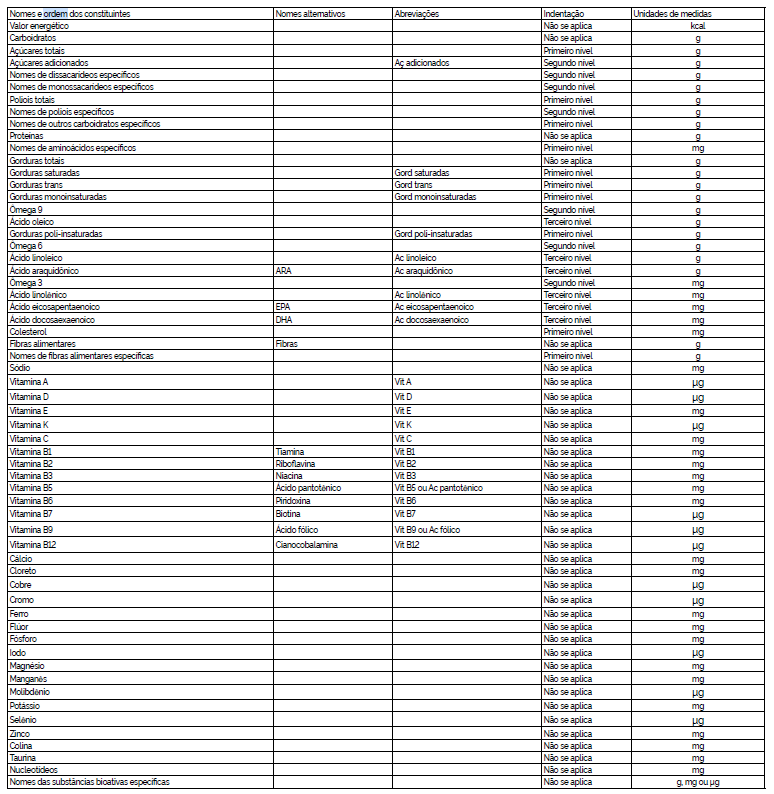 Nomes e ordem dos constituintes Nomes alternativos Abreviações Indentação Unidades de medidas
Valor energético Não se aplica kcal
Carboidratos Não se aplica g
Açúcares totais Primeiro nível g
Açúcares adicionados Aç adicionados Segundo nível g
Nomes de dissacarídeos específicos Segundo nível g
Nomes de monossacarídeos específicos Segundo nível g
Polióis totais Primeiro nível g
Nomes de polióis específicos Segundo nível g
Nomes de outros carboidratos específicos Primeiro nível g
Proteínas Não se aplica g
Nomes de aminoácidos específicos Primeiro nível mg
Gorduras totais Não se aplica g
Gorduras saturadas Gord saturadas Primeiro nível g
Gorduras trans Gord trans Primeiro nível g
Gorduras monoinsaturadas Gord monoinsaturadas Primeiro nível g
Ômega 9 Segundo nível g
Ácido oleico Terceiro nível g
Gorduras poli-insaturadas Gord poli-insaturadas Primeiro nível g
Ômega 6 Segundo nível g
Ácido linoleico Ac linoleico Terceiro nível g
Ácido araquidônico ARA Ac araquidônico Terceiro nível g
Ômega 3 Segundo nível mg
Ácido linolênico Ac linolênico Terceiro nível mg
Ácido eicosapentaenoico EPA Ac eicosapentaenoico Terceiro nível mg
Ácido docosaexaenoico DHA Ac docosaexaenoico Terceiro nível mg
Colesterol Primeiro nível mg
Fibras alimentares Fibras Não se aplica g
Nomes de fibras alimentares específicas Primeiro nível g
Sódio Não se aplica mg
Vitamina A Vit A Não se aplica µg
Vitamina D Vit D Não se aplica µg
Vitamina E Vit E Não se aplica mg
Vitamina K Vit K Não se aplica µg
Vitamina C Vit C Não se aplica mg
Vitamina B1 Tiamina Vit B1 Não se aplica mg
Vitamina B2 Riboflavina Vit B2 Não se aplica mg
Vitamina B3 Niacina Vit B3 Não se aplica mg
Vitamina B5 Ácido pantotênico Vit B5 ou Ac pantotênico Não se aplica mg
Vitamina B6 Piridoxina Vit B6 Não se aplica mg
Vitamina B7 Biotina Vit B7 Não se aplica µg
Vitamina B9 Ácido fólico Vit B9 ou Ac fólico Não se aplica µg
Vitamina B12 Cianocobalamina Vit B12 Não se aplica µg
Cálcio Não se aplica mg
Cloreto Não se aplica mg
Cobre Não se aplica µg
Cromo Não se aplica µg
Ferro Não se aplica mg
Flúor Não se aplica mg
Fósforo Não se aplica mg
Iodo Não se aplica µg
Magnésio Não se aplica mg
Manganês Não se aplica mg
Molibdênio Não se aplica µg
Potássio Não se aplica mg
Selênio Não se aplica µg
Zinco Não se aplica mg
Colina Não se aplica mg
Taurina Não se aplica mg
Nucleotídeos Não se aplica mg
Nomes das substâncias bioativas específicas Não se aplica g, mg ou µg